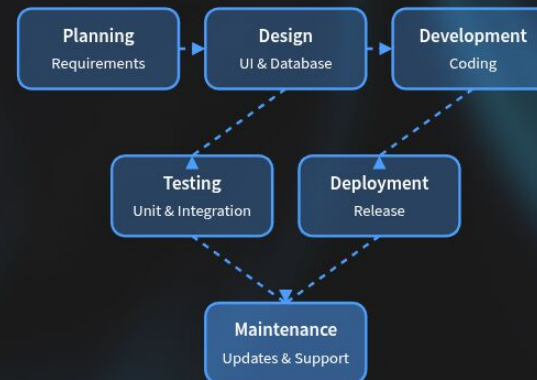 Planning
Requirements
Design
UI & Database
Development
Coding
Testing
Unit & Integration
Deployment
Release
Maintenance
Updates & Support